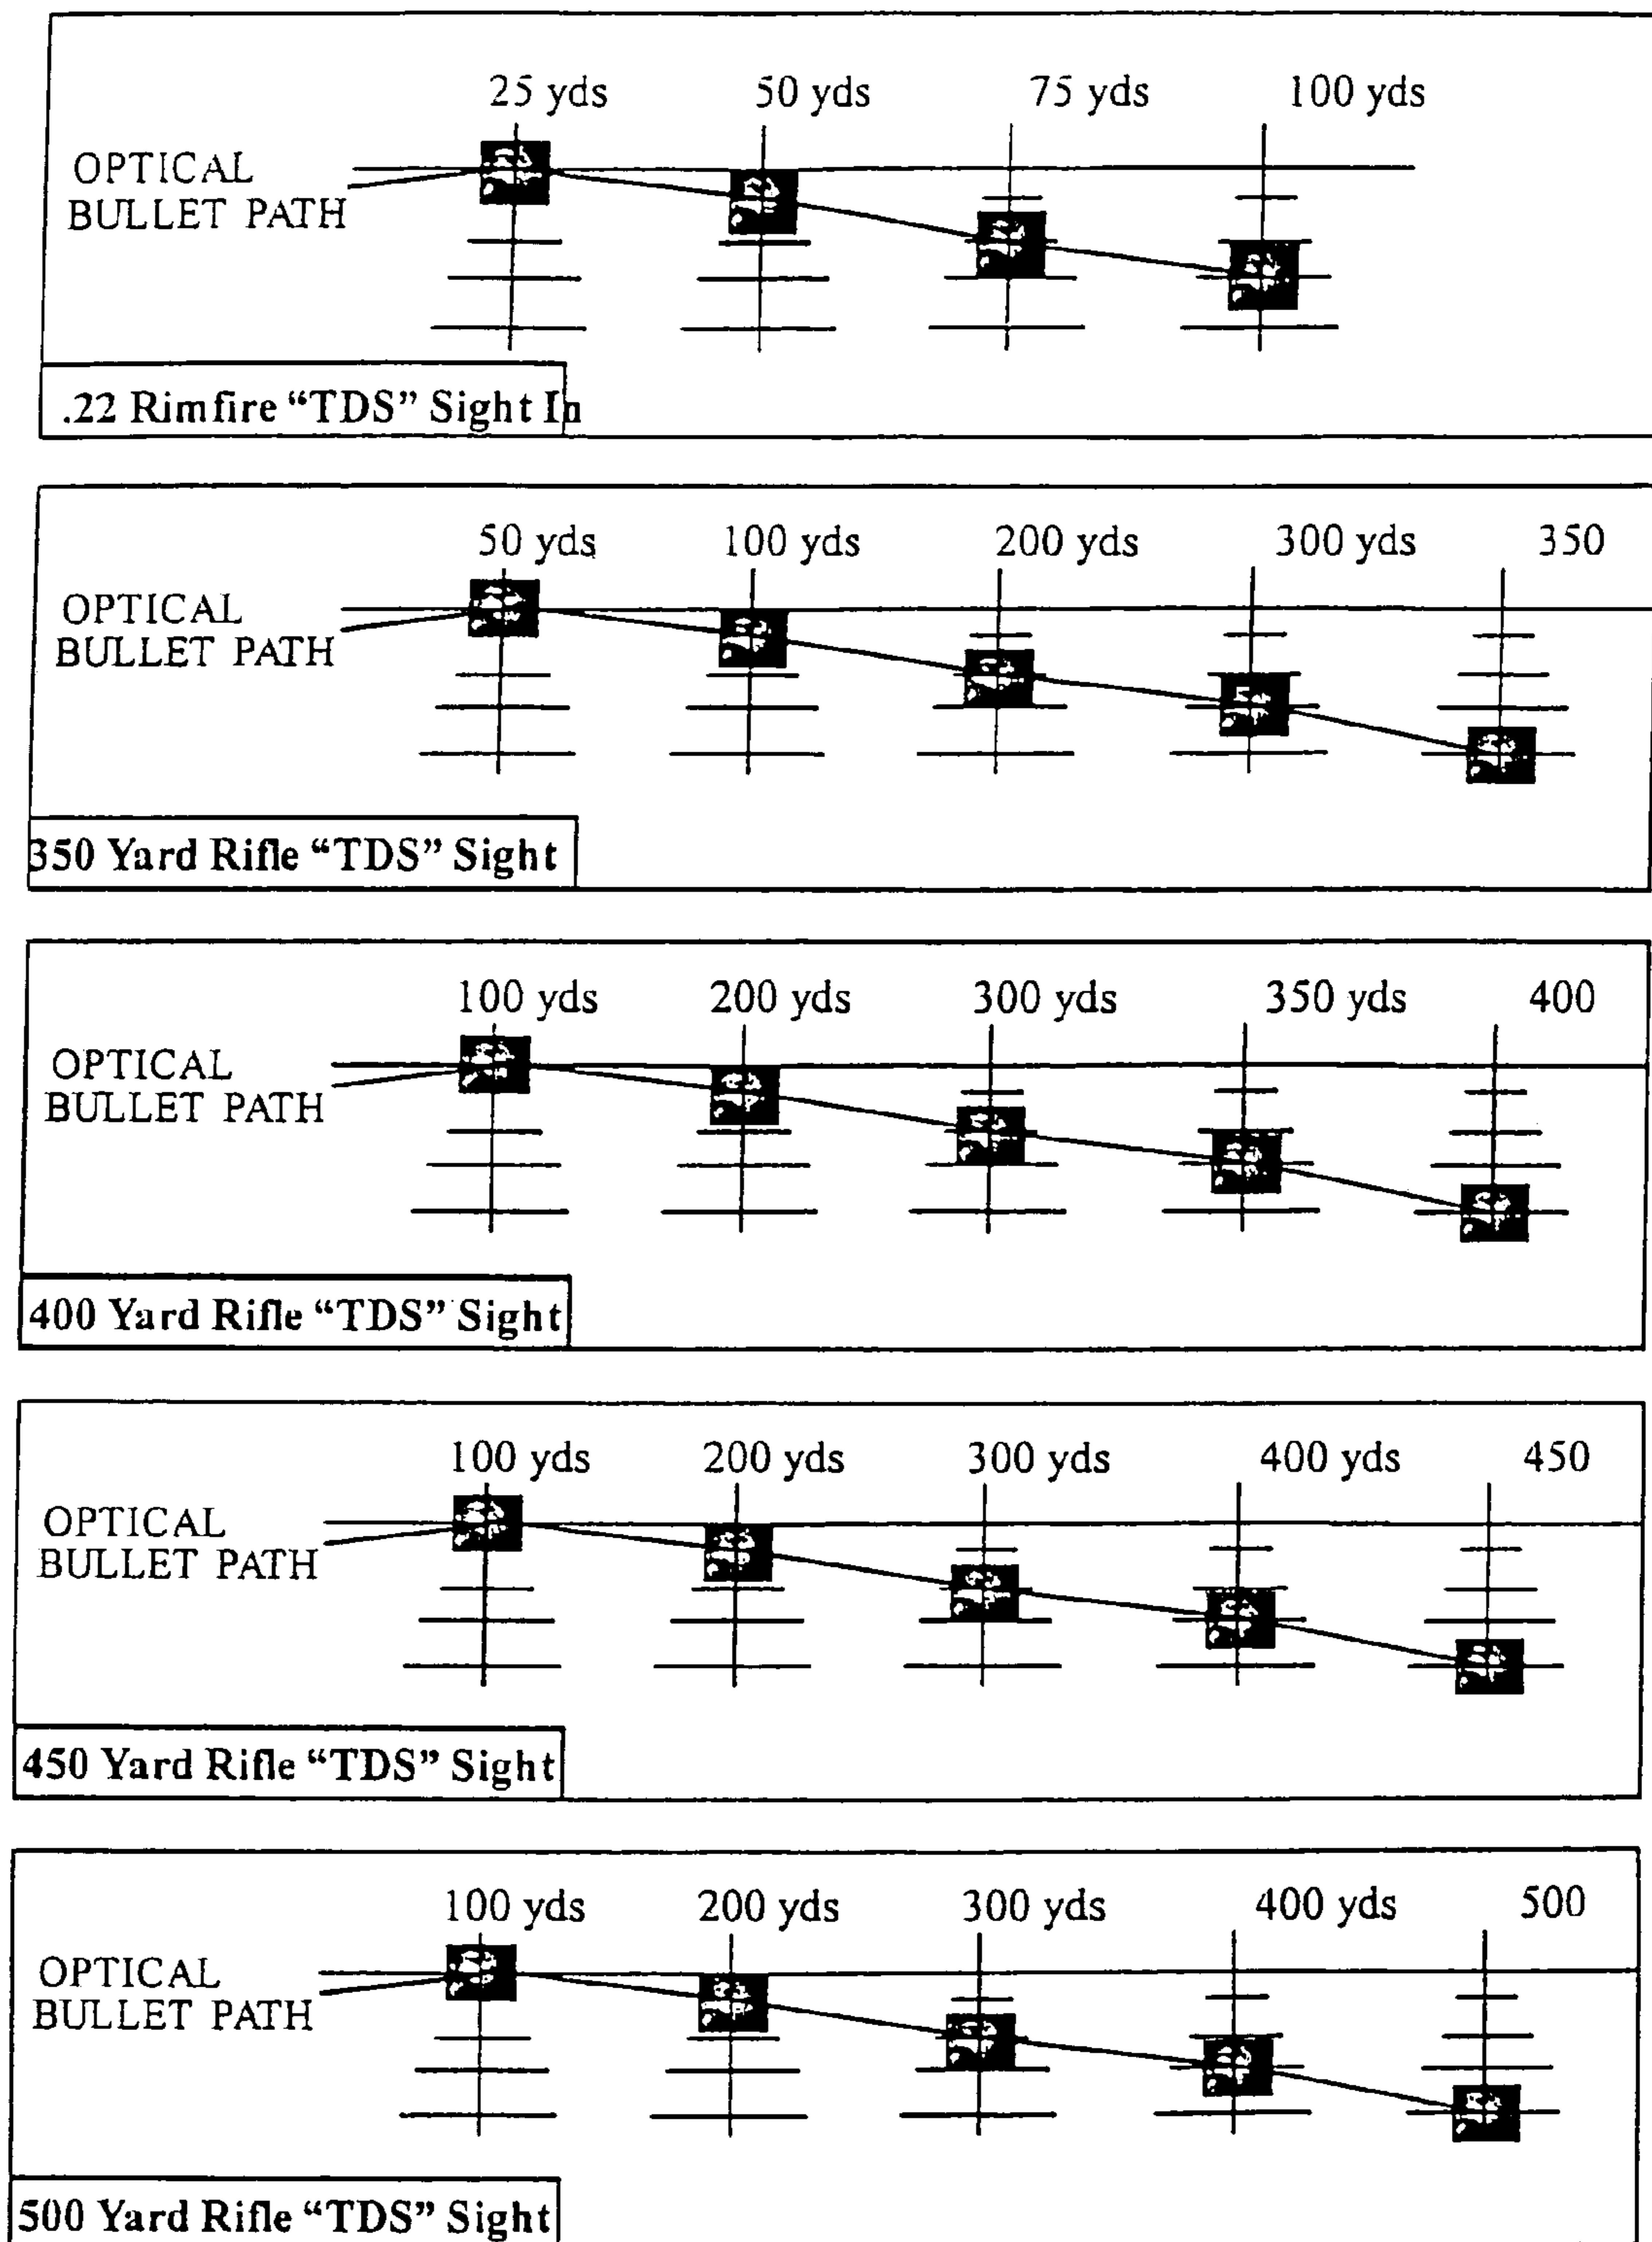 25 yds 50 yds 75 yds 100 yds
OPTICAL
BULLET PATH
.22 Rimfire “TDS” Sight In
50 yds 100 yds 200 yds 300 yds 350
OPTICAL
BULLET PATH
350 Yard Rifle “TDS” Sight
100 yds 200 yds 300 yds 350 yds 400
OPTICAL
BULLET PATH
400 Yard Rifle “TDS” Sight
100 yds 200 yds 300 yds 400 yds 450
OPTICAL
BULLET PATH
450 Yard Rifle “TDS” Sight
100 yds 200 yds 300 yds 400 yds 500
OPTICAL
BULLET PATH
500 Yard Rifle “TDS” Sight